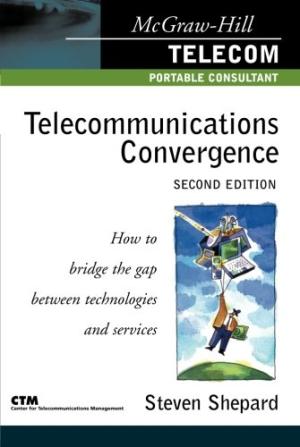 McGraw-Hill
TELECOM
PORTABLE CONSULTANT
Telecommunications
Convergence
SECOND EDITION
How to
bridge the gap
between technologies
and services
CTM
Center for Telecommunications Management
Steven Shepard